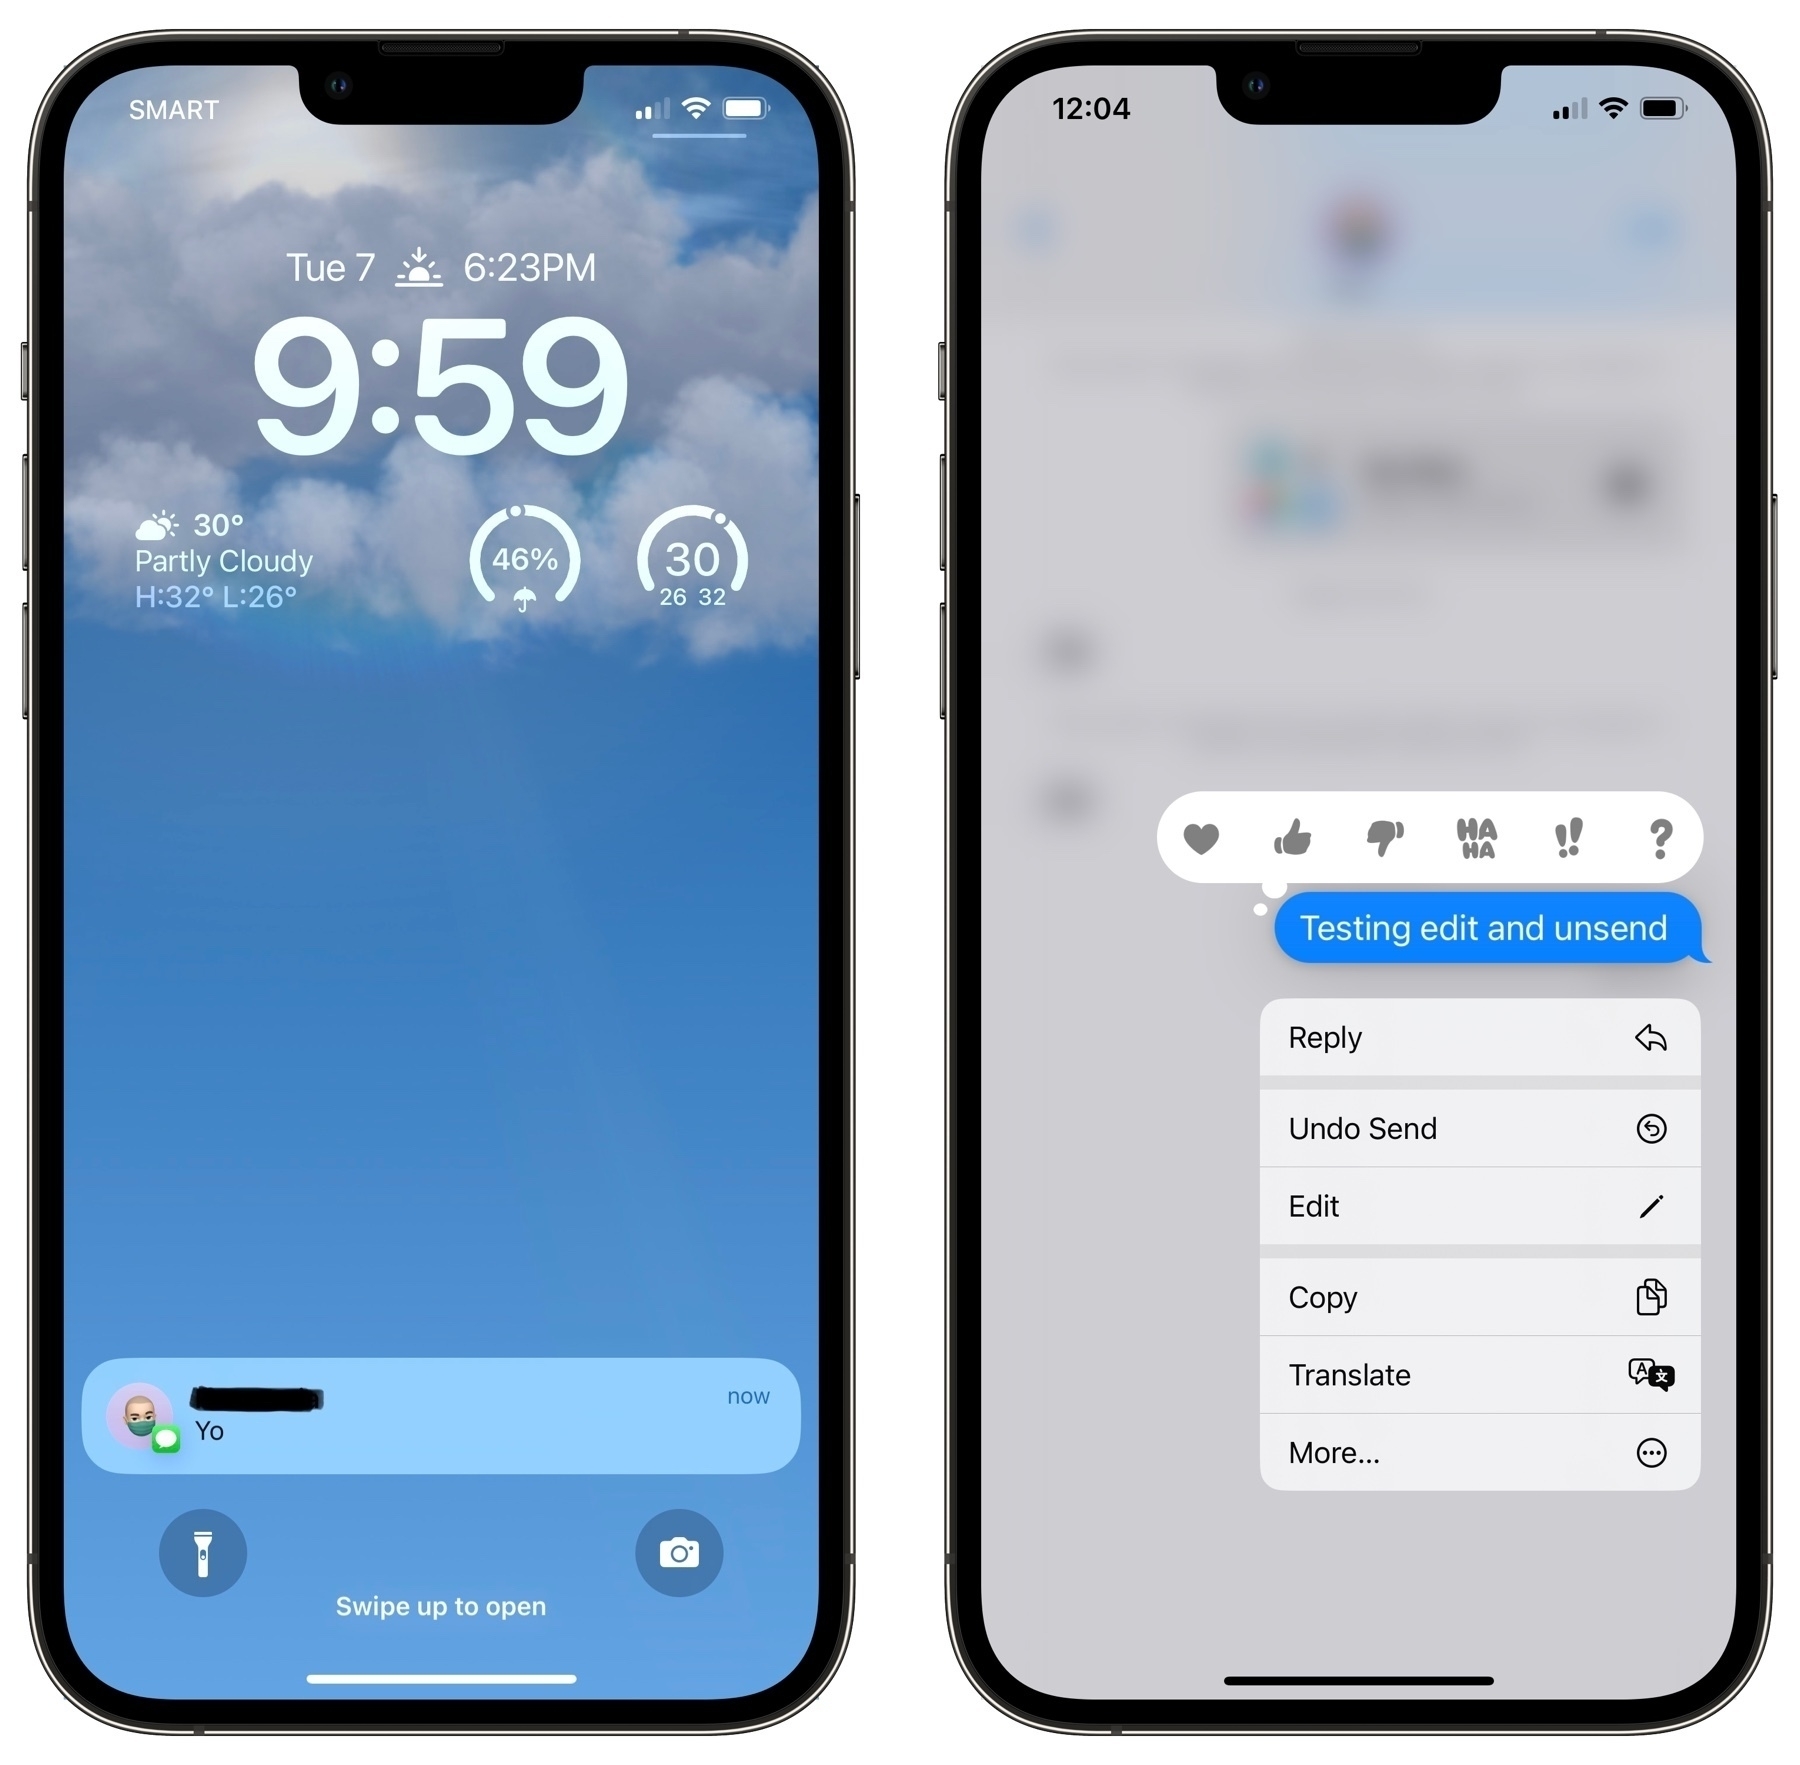 SMART
Tue 7 6:23PM
9:59
30°
Partly Cloudy
H:32° L:26°
46%
30
26 32
now
Yo
Swipe up to open
12:04
HA
HA
!!
?
Testing edit and unsend
Reply
Undo Send
Edit
Copy
Translate
A 文
More...